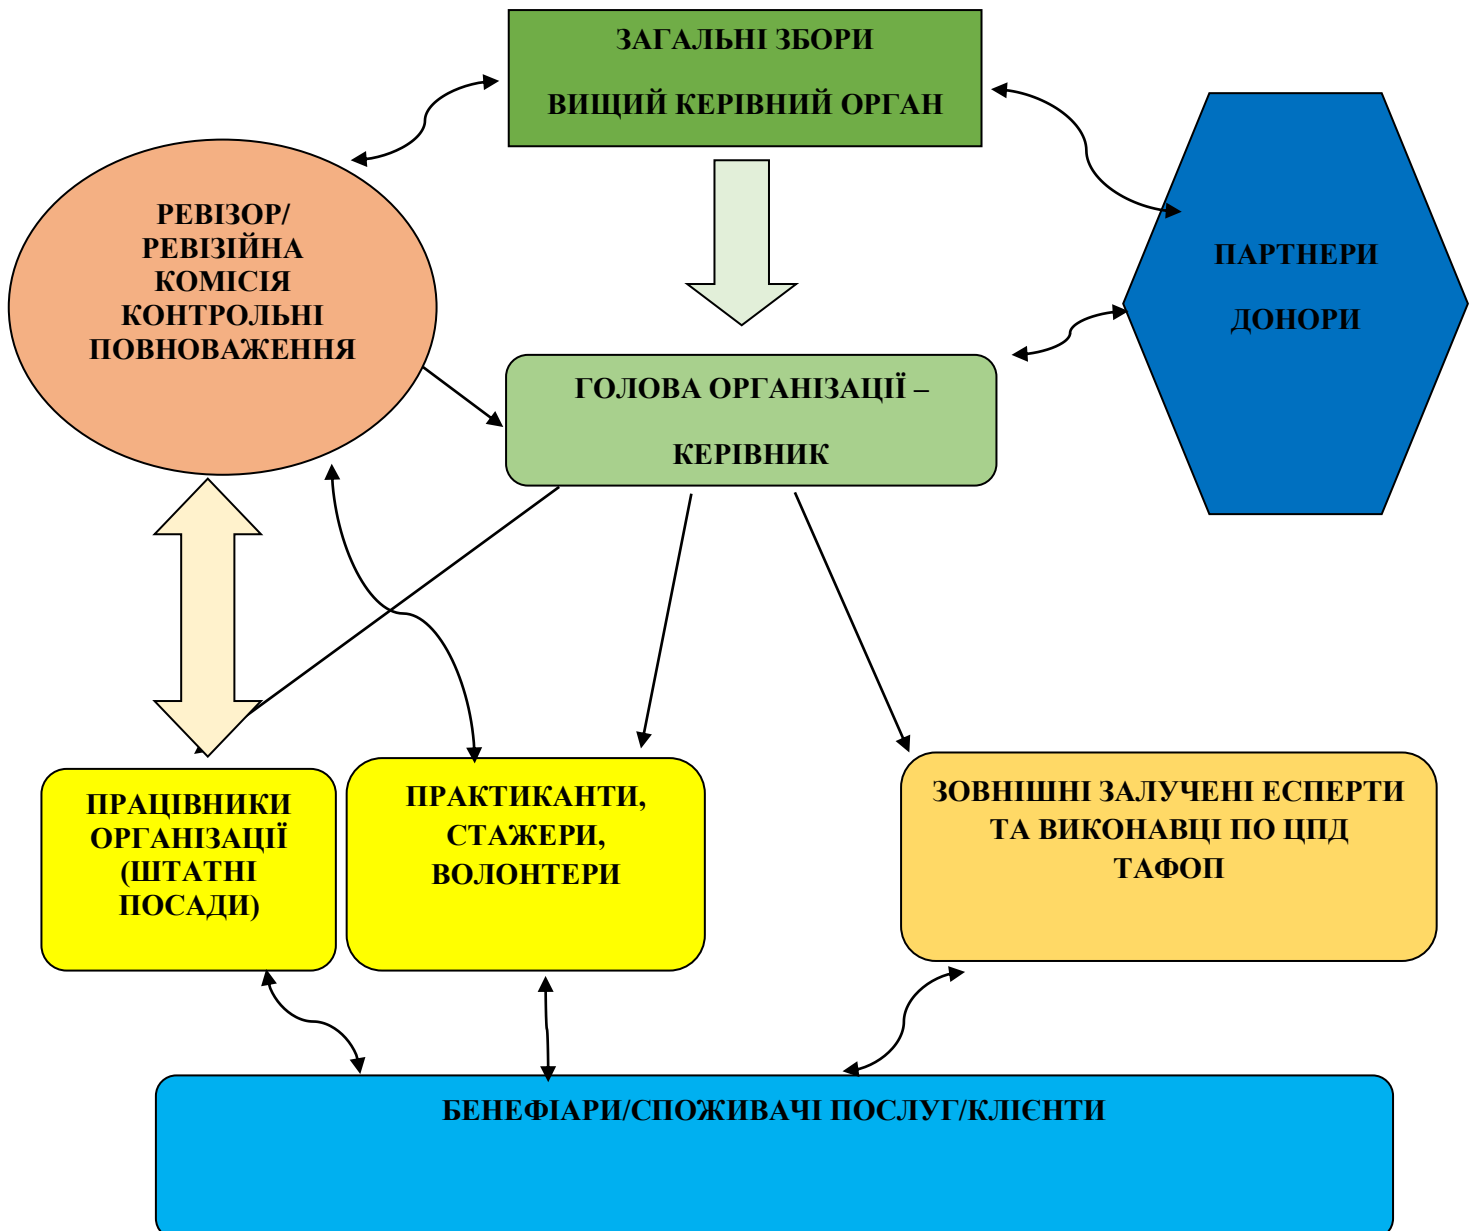 ЗАГАЛЬНІ ЗБОРИ
ВИЩИЙ КЕРІВНИЙ ОРГАН
РЕВІЗОР/
РЕВІЗІЙНА
КОМІСІЯ
КОНТРОЛЬНІ
ПОВНОВАЖЕННЯ
ПАРТНЕРИ
ДОНОРИ
ГОЛОВА ОРГАНІЗАЦІЇ –
КЕРІВНИК
ПРАЦІВНИКИ
ОРГАНІЗАЦІЇ
(ШТАТНІ
ПОСАДИ)
ПРАКТИКАНТИ,
СТАЖЕРИ,
ВОЛОНТЕРИ
ЗОВНІШНІ ЗАЛУЧЕНІ ЕСПЕРТИ
ТА ВИКОНАВЦІ ПО ЦПД
ТАФОП
БЕНЕФІАРИ/СПОЖИВАЧІ ПОСЛУГ/КЛІЄНТИ